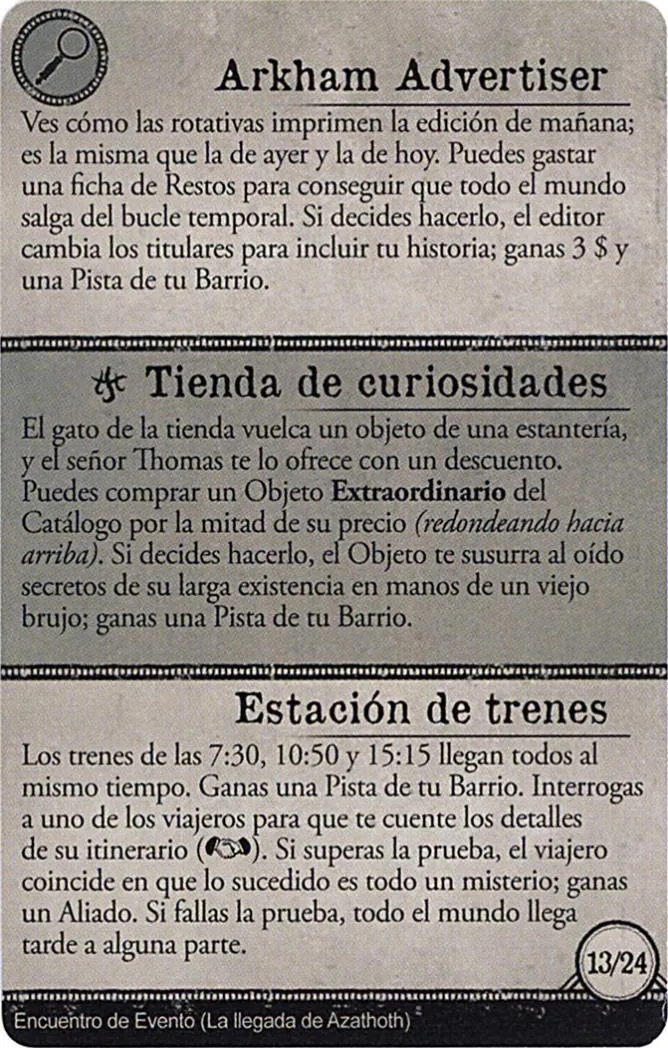 Arkham Advertiser
Ves cómo las rotativas imprimen la edición de mañana;
es la misma que la de ayer y la de hoy. Puedes gastar
una ficha de Restos para conseguir que todo el mundo
salga del bucle temporal. Si decides hacerlo, el editor
cambia los titulares para incluir tu historia; ganas 3 $ y
una Pista de tu Barrio.
Tienda de curiosidades
El gato de la tienda vuelca un objeto de una estantería,
y el señor Thomas te lo ofrece con un descuento.
Puedes comprar un Objeto Extraordinario del
Catálogo por la mitad de su precio (redondeando hacia
arriba). Si decides hacerlo, el Objeto te susurra al oído
secretos de su larga existencia en manos de un viejo
brujo; ganas una Pista de tu Barrio.
Estación de trenes
Los trenes de las 7:30, 10:50 y 15:15 llegan todos al
mismo tiempo. Ganas una Pista de tu Barrio. Interrogas
a uno de los viajeros para que te cuente los detalles
de su itinerario (). Si superas la prueba, el viajero
coincide en que lo sucedido es todo un misterio; ganas
un Aliado. Si fallas la prueba, todo el mundo llega
tarde a alguna parte.
13/24
Encuentro de Evento (La llegada de Azathoth)